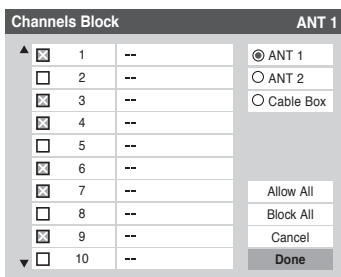 Channels Block ANT 1
1 -- ANT 1
2 -- ANT 2
3 -- Cable Box
4 --
5 --
6 --
7 -- Allow All
8 -- Block All
9 -- Cancel
10 -- Done